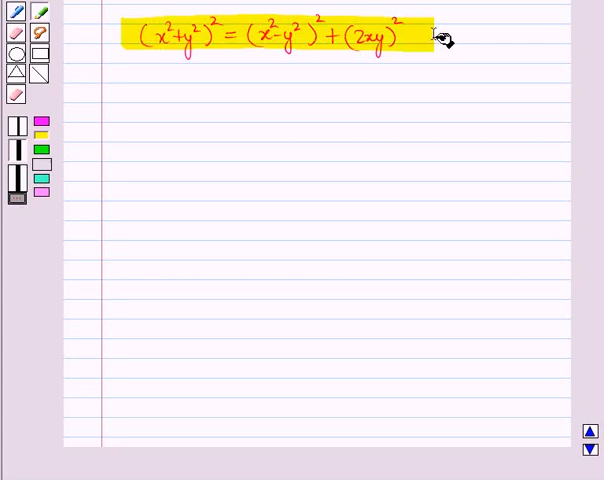 (x²+y²)² = (x²-y²)² + (2xy)²